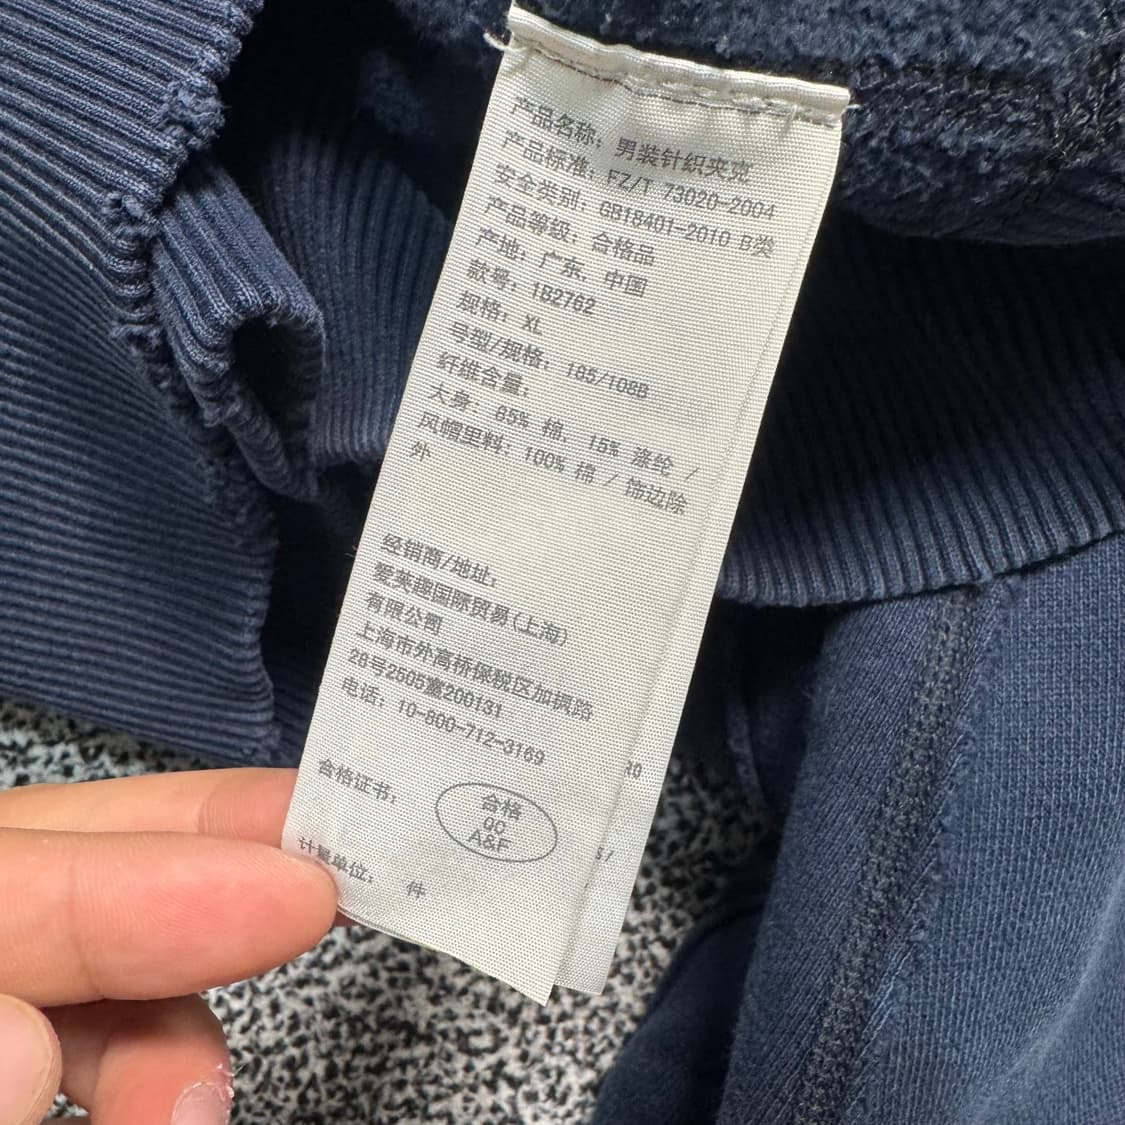 产品名称：男装针织夹克
产品标准：FZ/T 73020-2004
安全类别：GB18401-2010 B类
产品等级：合格品
产地：广东，中国
款号：1B2762
规格：XL
号型/规格：185/108B
纤维含量：
大身：85% 棉，15% 涤纶 /
风帽里料：100% 棉 / 饰边除
外
经销商/地址：
爱芙趣国际贸易(上海)
有限公司
上海市外高桥保税区加枫路
28号2505室200131
电话：10-800-712-3169
合格证书：
合格
QC
A&F
计量单位： 件